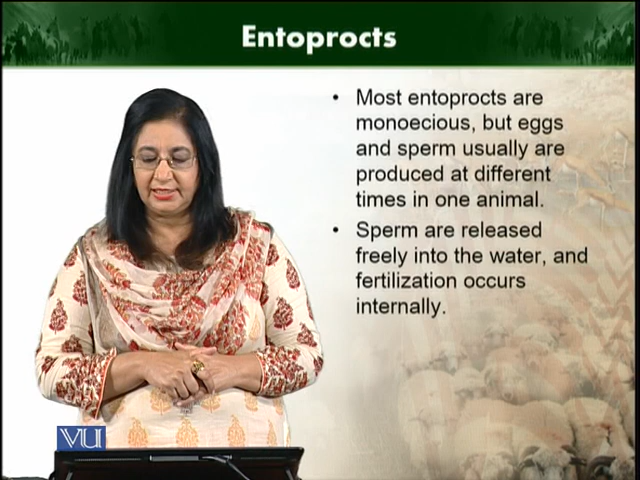 Entoprocts
• Most entoprocts are
monoecious, but eggs
and sperm usually are
produced at different
times in one animal.
• Sperm are released
freely into the water, and
fertilization occurs
internally.
VU